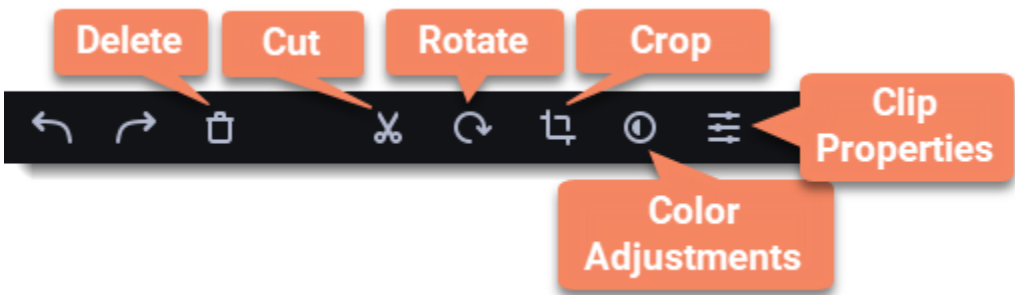 Delete
Cut
Rotate
Crop
Clip
Properties
Color
Adjustments